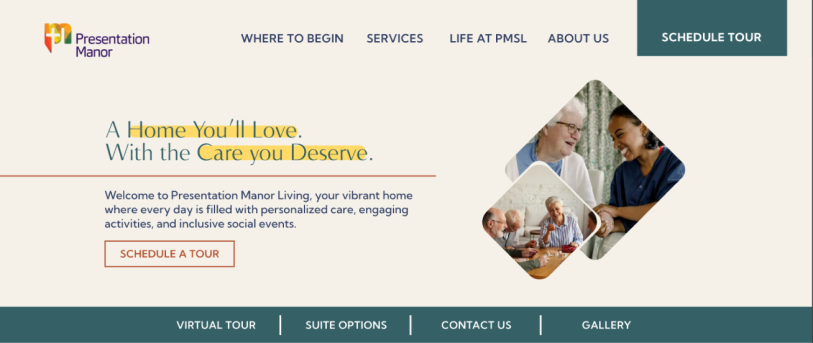 Presentation
Manor
WHERE TO BEGIN
SERVICES
LIFE AT PMSL
ABOUT US
SCHEDULE TOUR
A Home You'll Love.
With the Care you Deserve.
Welcome to Presentation Manor Living, your vibrant home
where every day is filled with personalized care, engaging
activities, and inclusive social events.
SCHEDULE A TOUR
VIRTUAL TOUR
SUITE OPTIONS
CONTACT US
GALLERY